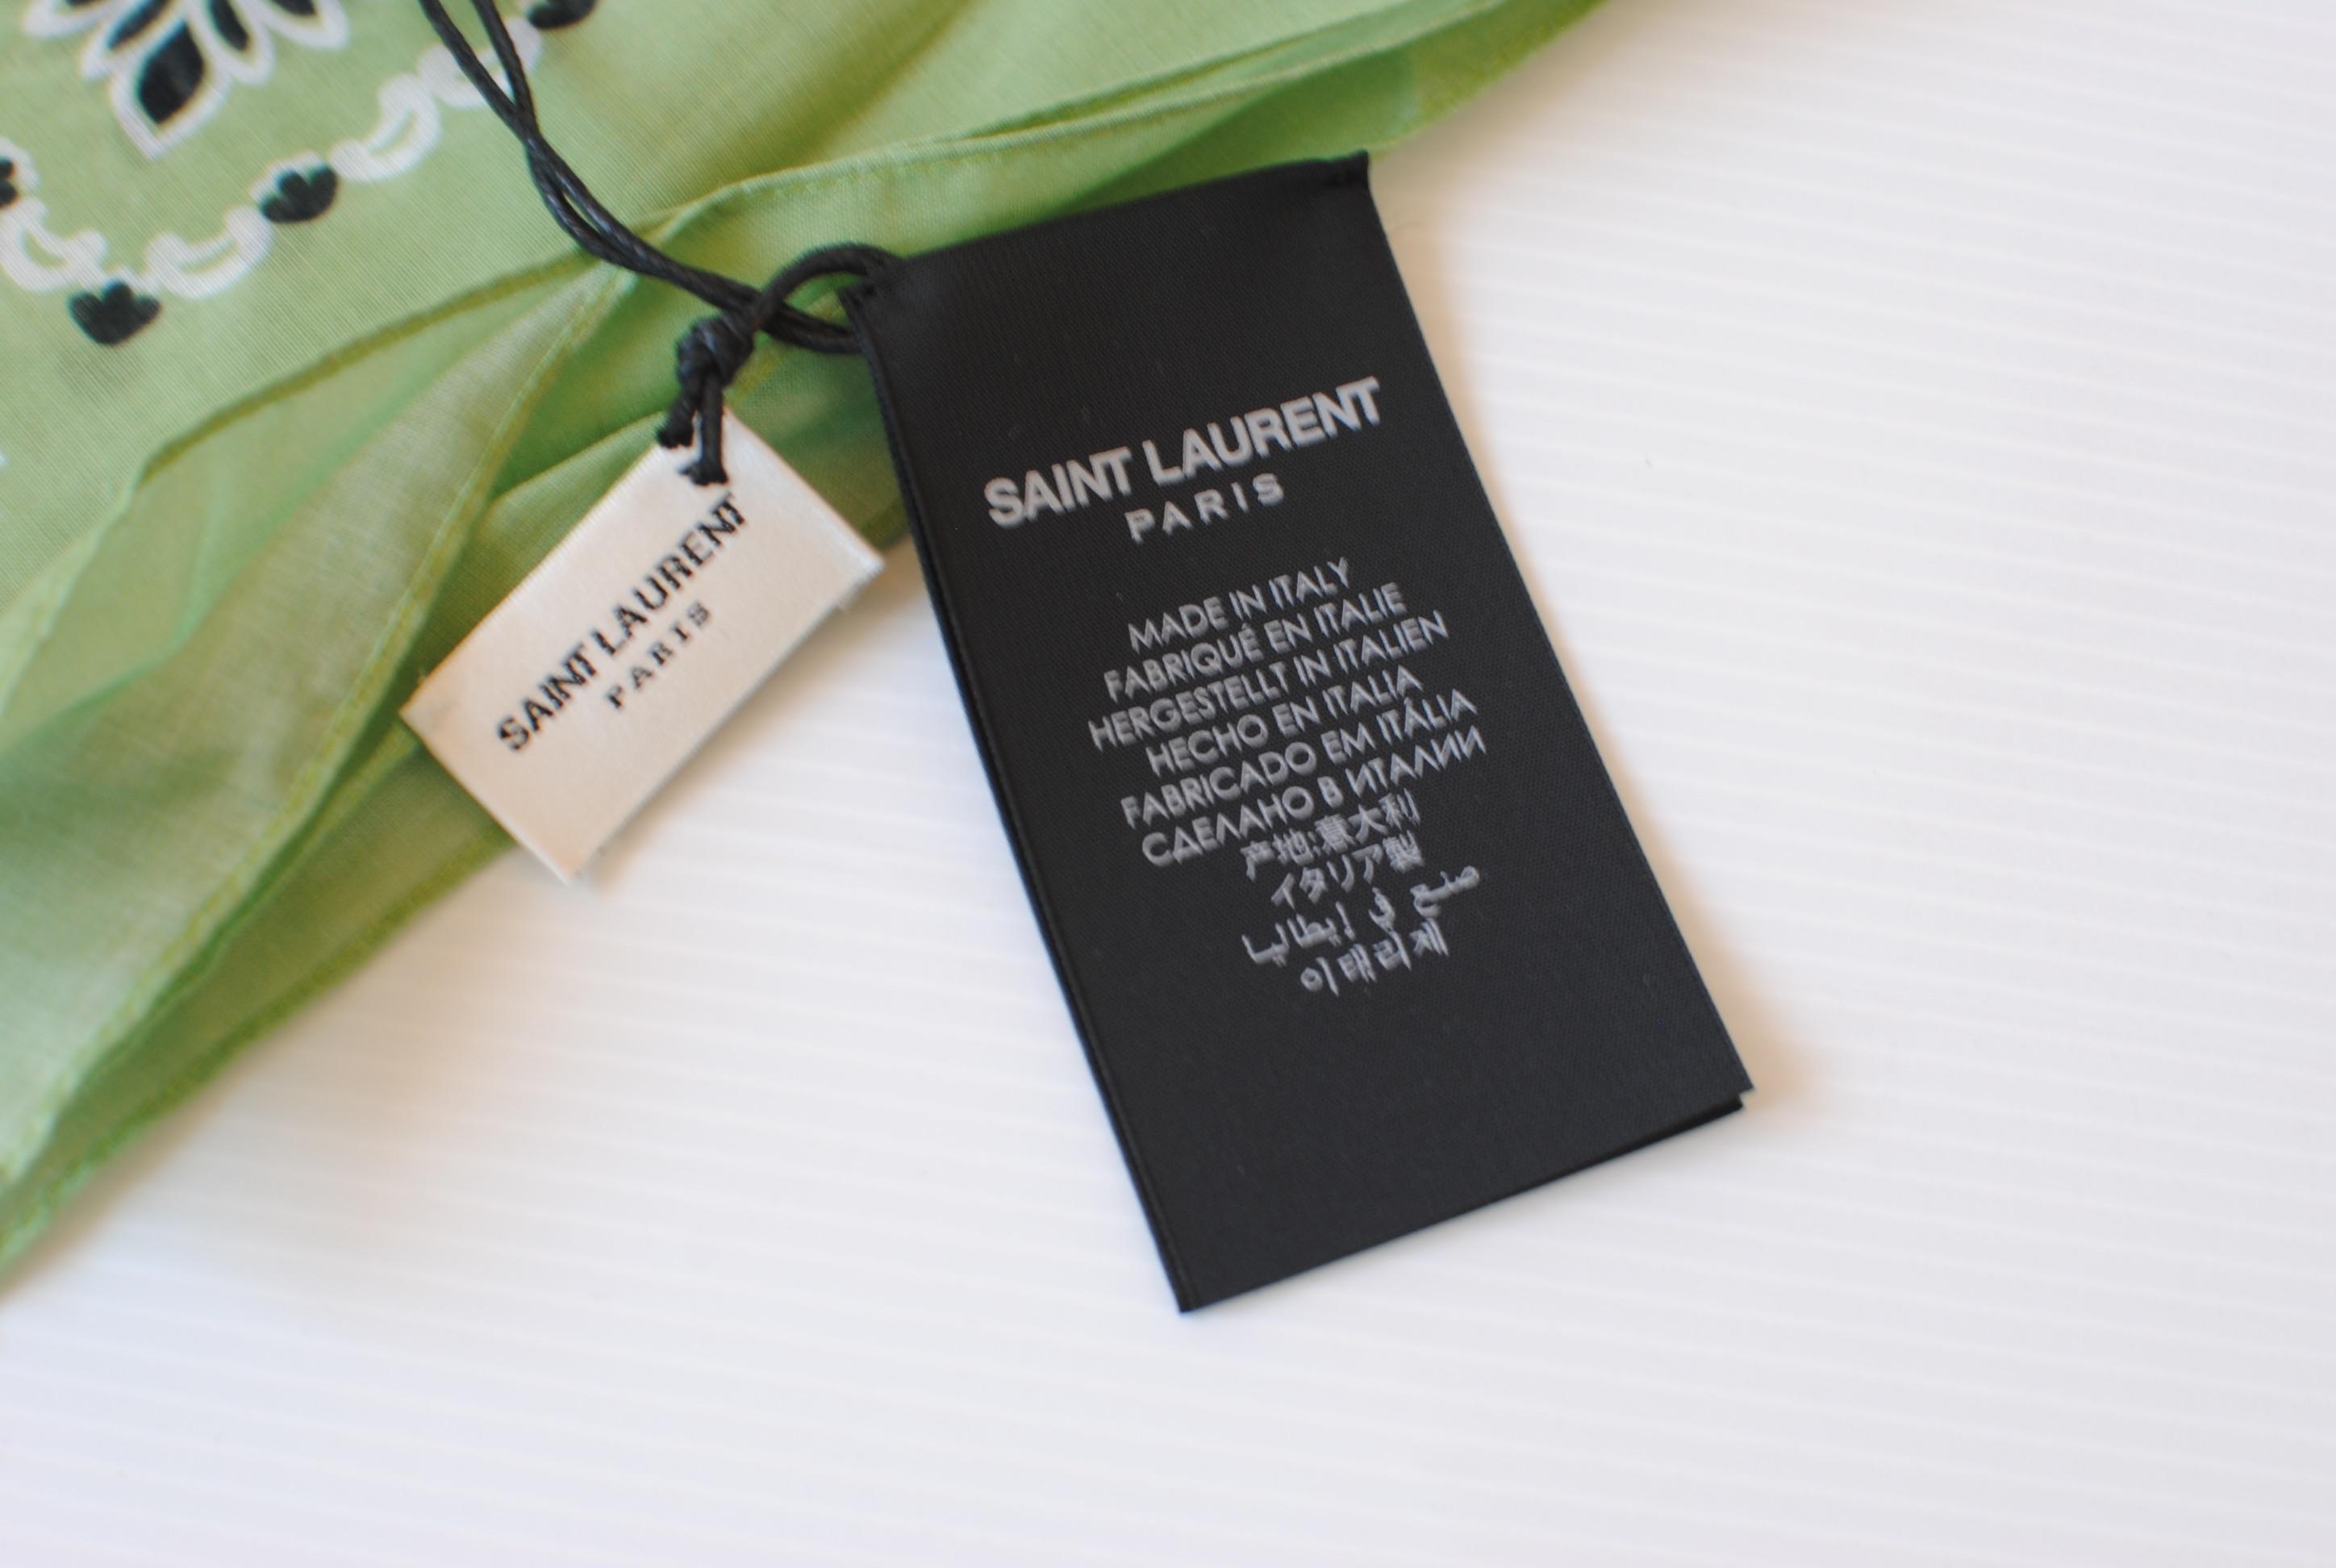 SAINT LAURENT
PARIS
SAINT LAURENT
PARIS
MADE IN ITALY
FABRIQUÉ EN ITALIE
HERGESTELLT IN ITALIEN
HECHO EN ITALIA
FABRICADO EM ITÁLIA
СДЕЛАНО В ИТАЛИИ
产地:意大利
イタリア製
صنع في إيطاليا
이태리제